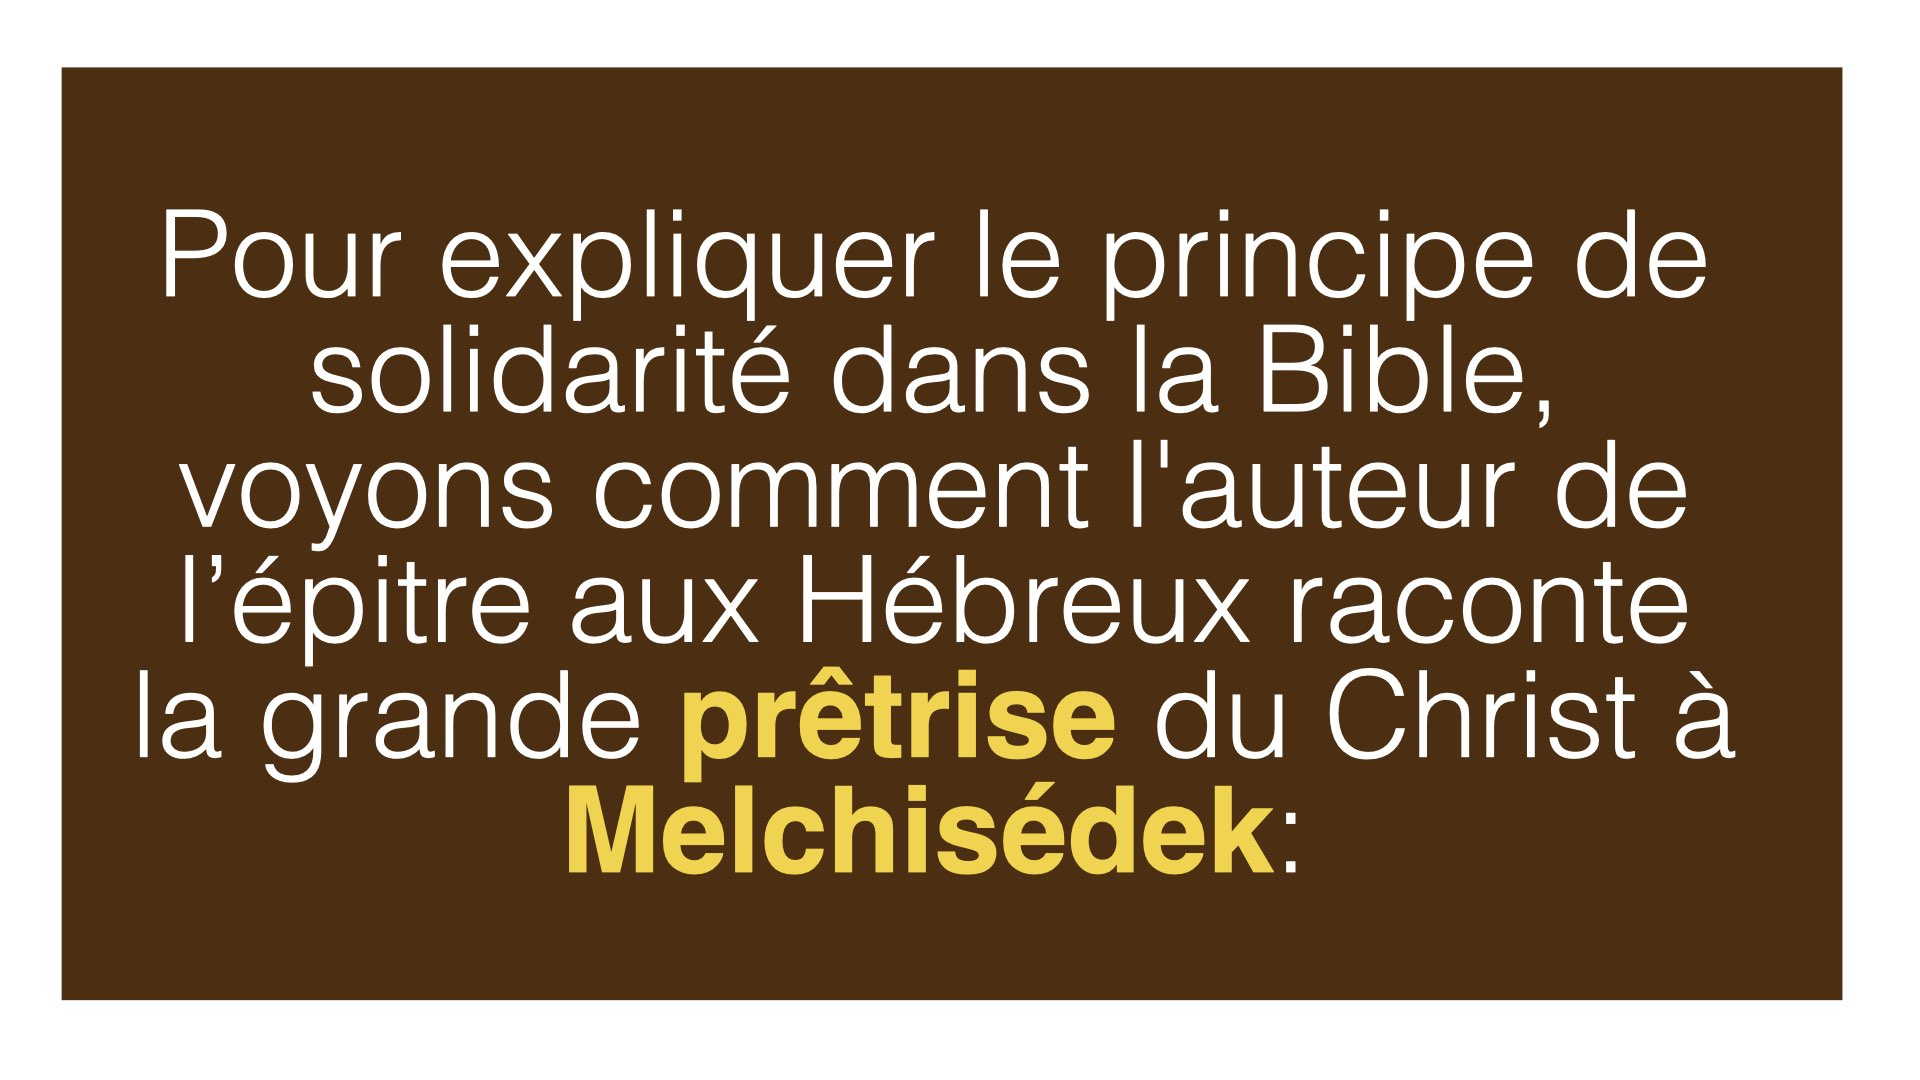 Pour expliquer le principe de
solidarité dans la Bible,
voyons comment l'auteur de
l’épitre aux Hébreux raconte
la grande prêtrise du Christ à
Melchisédek: